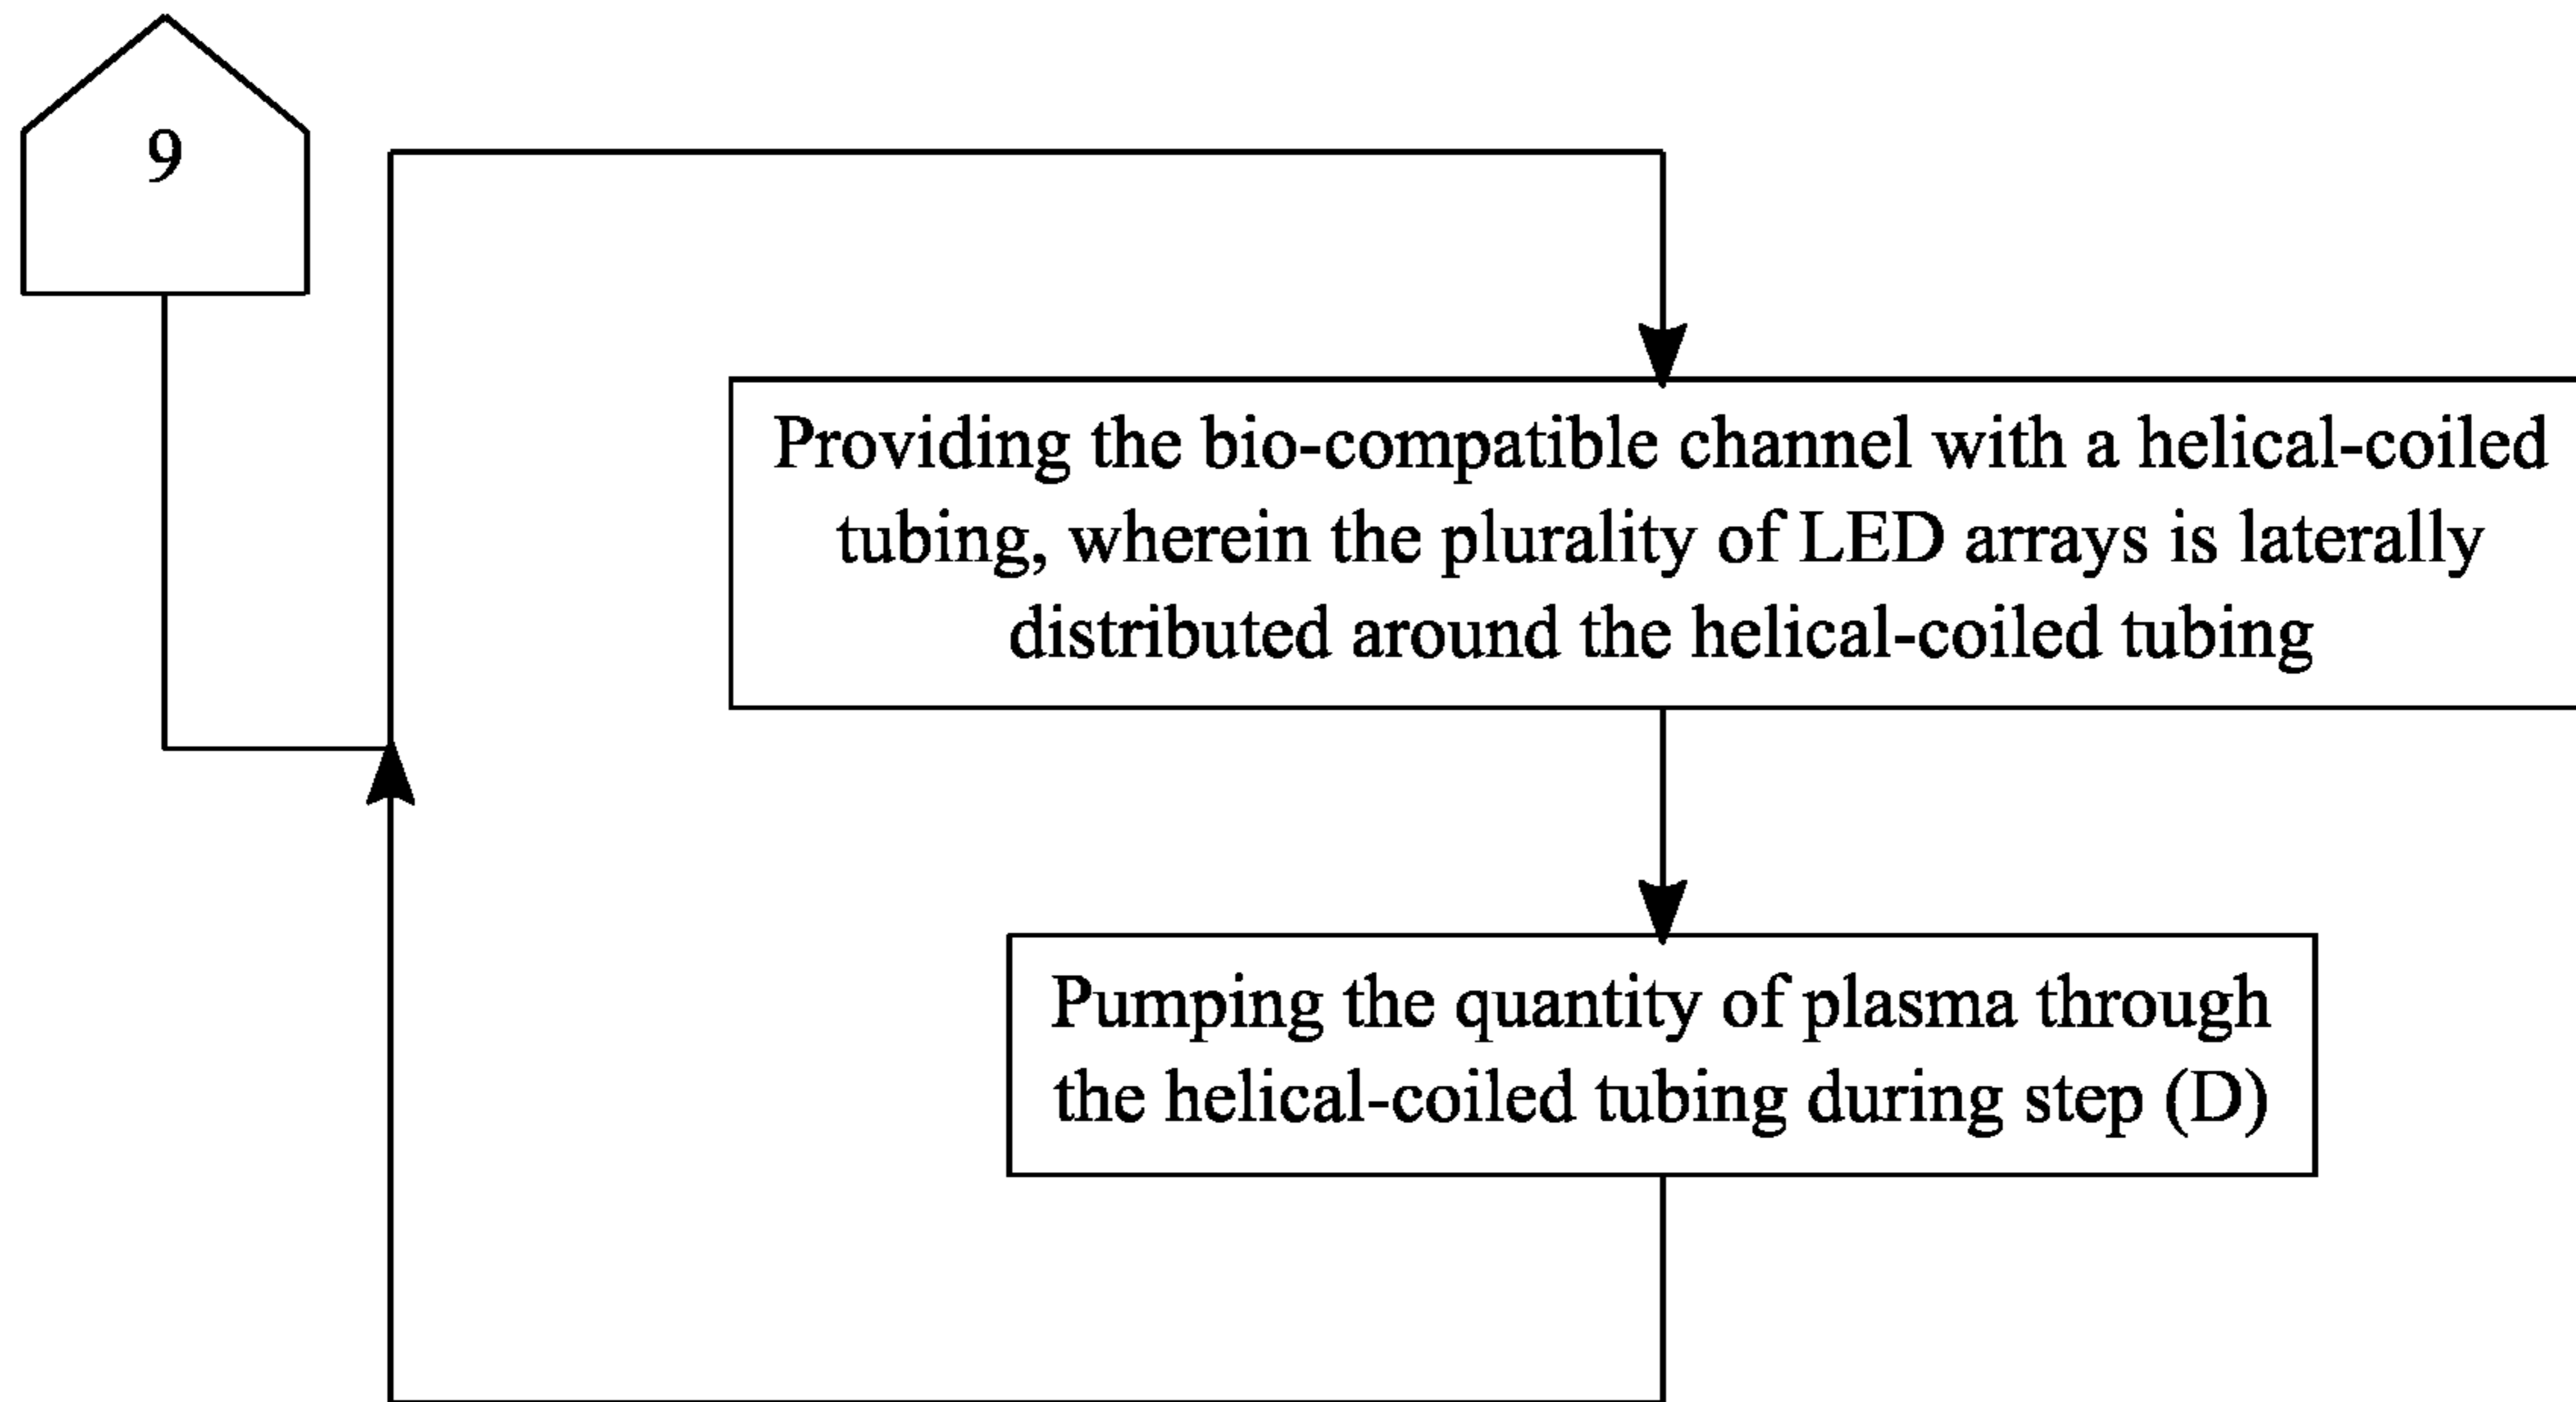 9
Providing the bio-compatible channel with a helical-coiled
tubing, wherein the plurality of LED arrays is laterally
distributed around the helical-coiled tubing
Pumping the quantity of plasma through
the helical-coiled tubing during step (D)